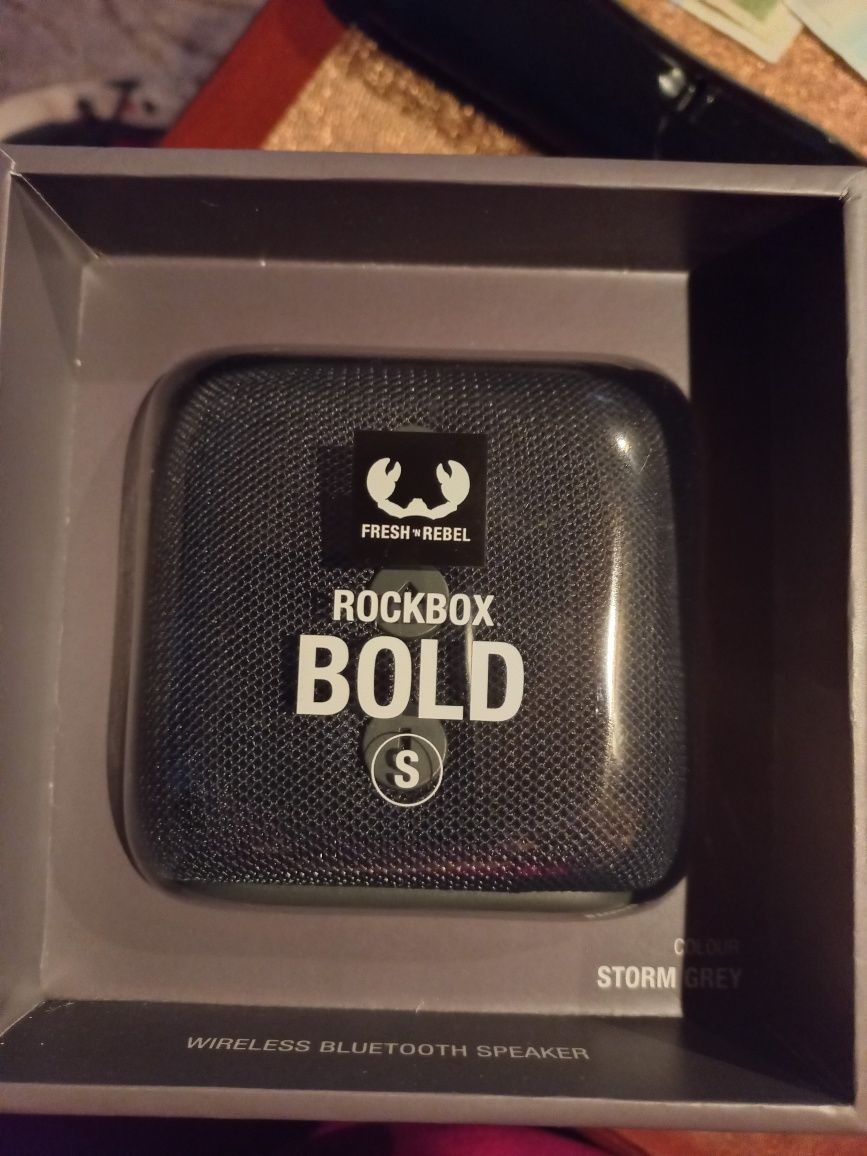 FRESH 'N REBEL
ROCKBOX
BOLD
S
COLOUR
STORM GREY
WIRELESS BLUETOOTH SPEAKER